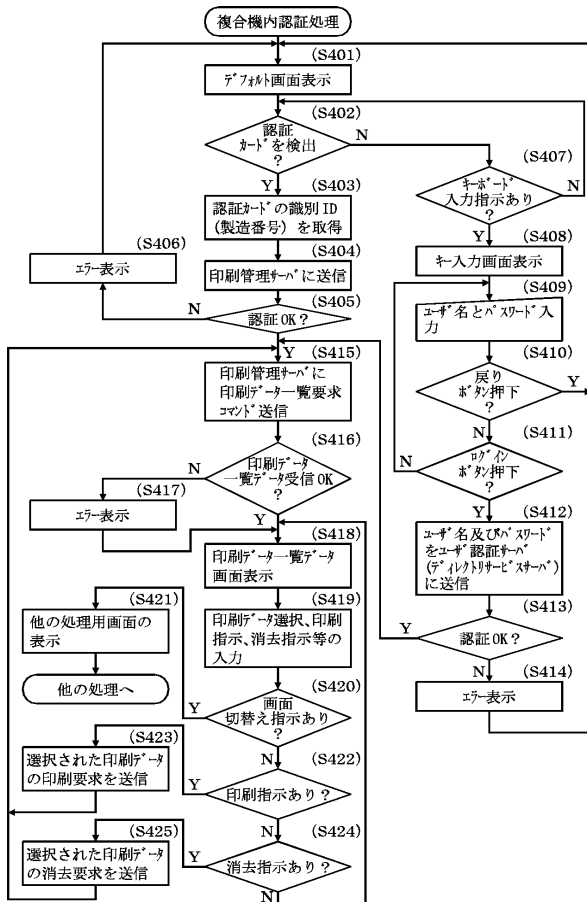 複合機内認証処理
(S401)
ﾃﾞﾌｫﾙﾄ画面表示
(S402)
認証
ｶｰﾄﾞを検出
？
N
Y
(S403)
認証ｶｰﾄﾞの識別ID
(製造番号)を取得
(S404)
印刷管理ｻｰﾊﾞに送信
(S405)
認証OK？
N
Y
(S406)
ｴﾗｰ表示
(S407)
ｷｰﾎﾞｰﾄﾞ
入力指示あり
？
N
Y
(S408)
ｷｰ入力画面表示
(S409)
ﾕｰｻﾞ名とﾊﾟｽﾜｰﾄﾞ入
力
(S410)
戻り
ﾎﾞﾀﾝ押下
？
Y
N
(S411)
ﾛｸﾞｲﾝ
ﾎﾞﾀﾝ押下
？
N
Y
(S412)
ﾕｰｻﾞ名及びﾊﾟｽﾜｰﾄﾞ
をﾕｰｻﾞ認証ｻｰﾊﾞ
(ﾃﾞｨﾚｸﾄﾘｻｰﾋﾞｽｻｰﾊﾞ)
に送信
(S413)
認証OK？
Y
N
(S414)
ｴﾗｰ表示
(S415)
印刷管理ｻｰﾊﾞに
印刷データ一覧要求
ｺﾏﾝﾄﾞ送信
(S416)
印刷データ
一覧データ受信OK
？
N
Y
(S417)
ｴﾗｰ表示
(S418)
印刷データ一覧データ
画面表示
(S419)
印刷データ選択、印刷
指示、消去指示等の
入力
(S420)
画面
切替え指示あり
？
Y
N
(S421)
他の処理用画面の
表示
他の処理へ
(S422)
印刷指示あり？
Y
N
(S423)
選択された印刷データ
の印刷要求を送信
(S424)
消去指示あり？
Y
N
(S425)
選択された印刷データ
の消去要求を送信